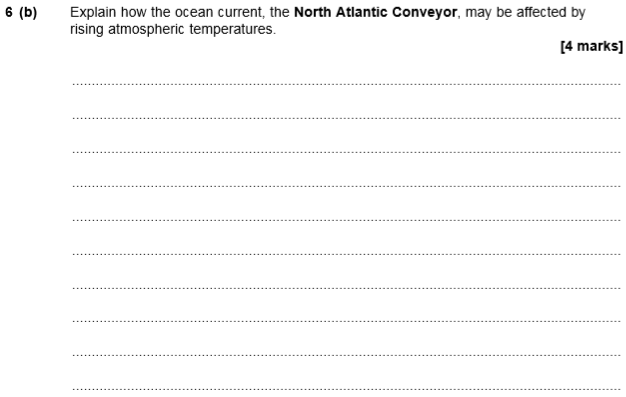 6 (b) Explain how the ocean current, the North Atlantic Conveyor, may be affected by
rising atmospheric temperatures.
[4 marks]